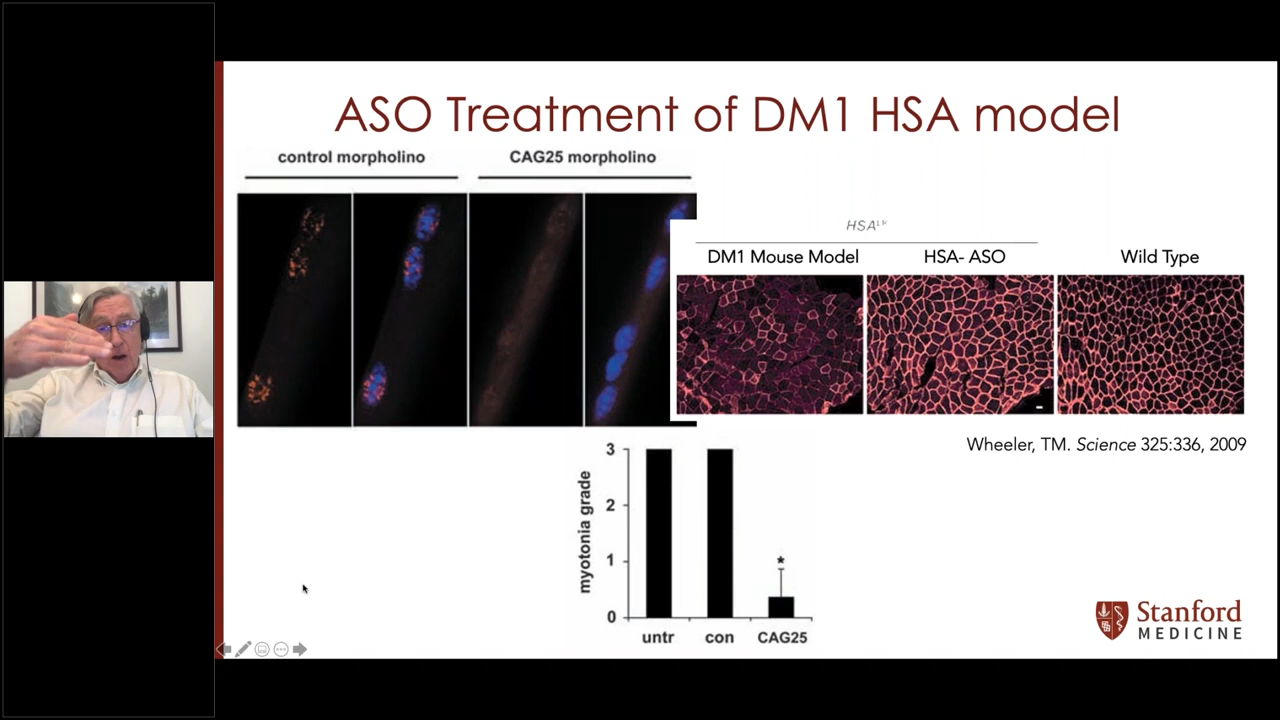 ASO Treatment of DM1 HSA model
control morpholino
CAG25 morpholino
HSALR
DM1 Mouse Model
HSA- ASO
Wild Type
Wheeler, TM. Science 325:336, 2009
myotonia grade
3
2
1
0
*
untr
con
CAG25
Stanford
MEDICINE